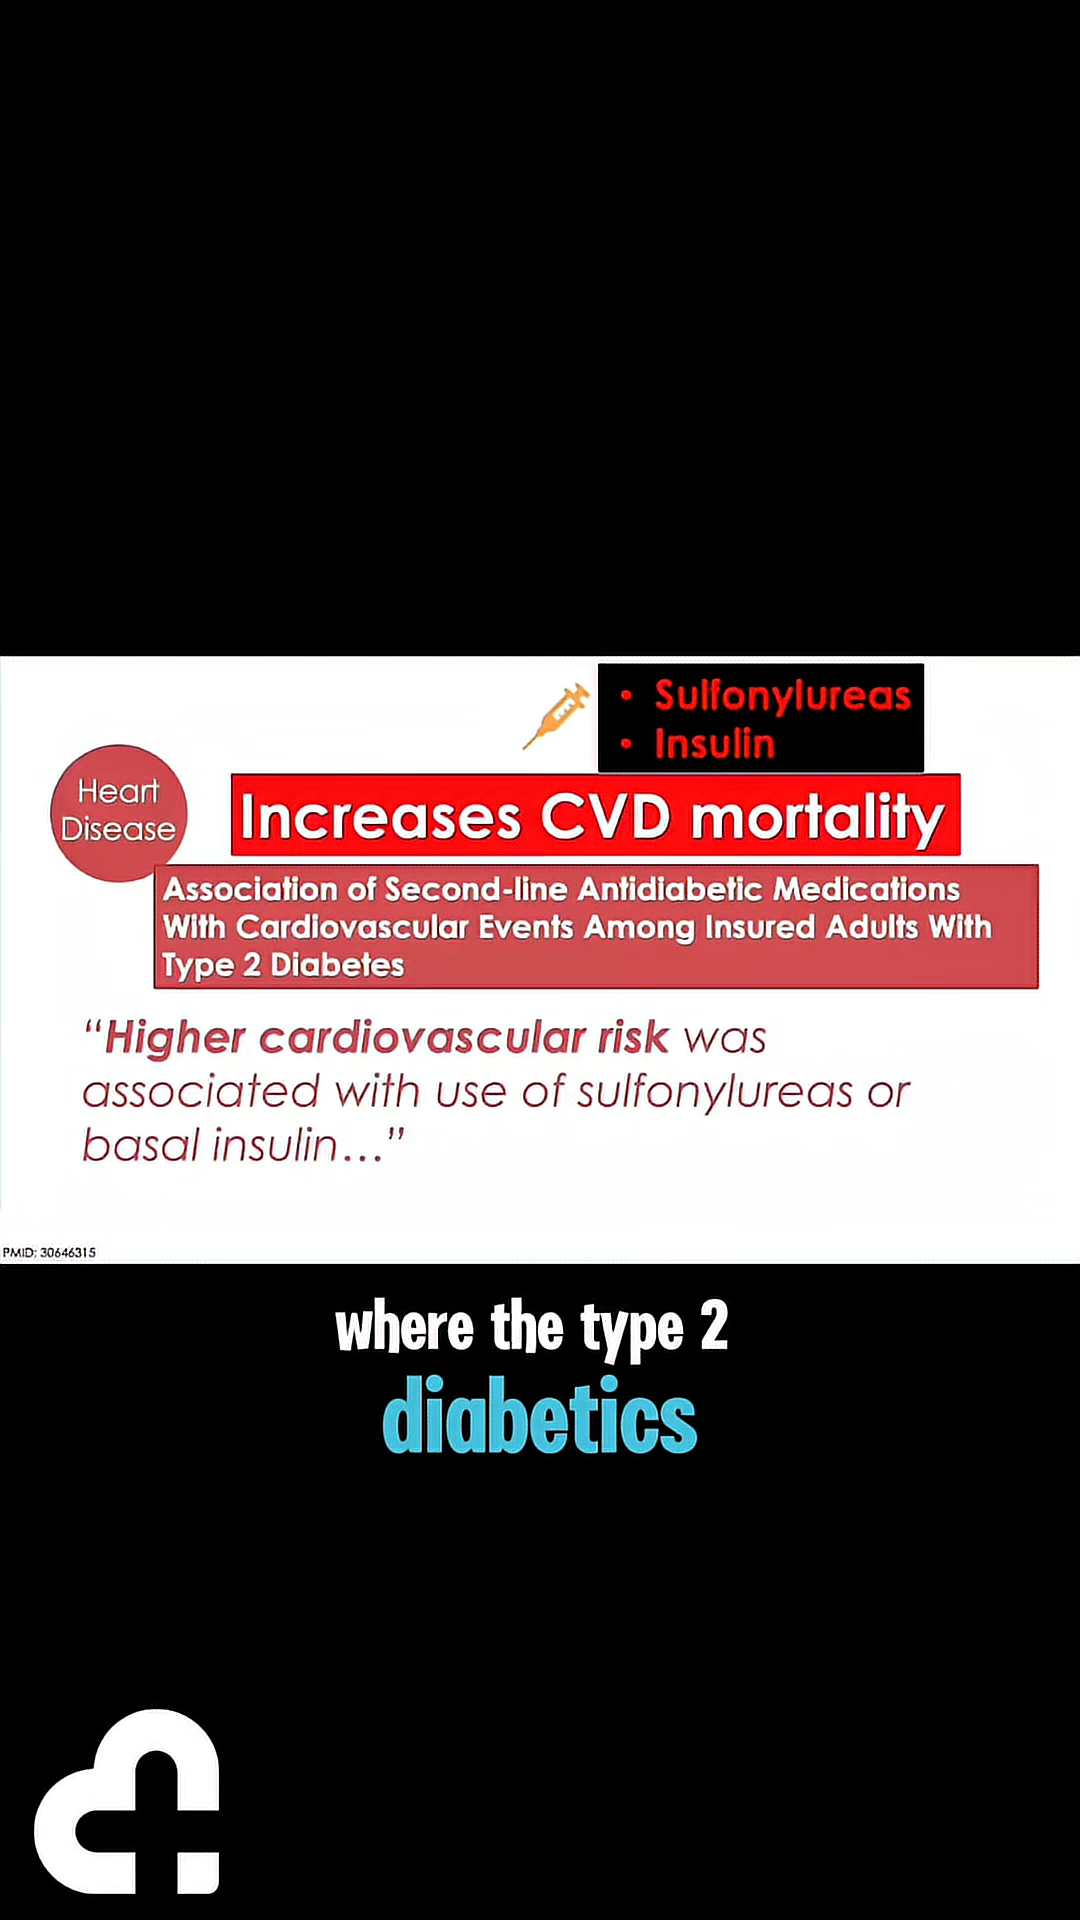 • Sulfonylureas
• Insulin
Heart
Disease
Increases CVD mortality
Association of Second-line Antidiabetic Medications
With Cardiovascular Events Among Insured Adults With
Type 2 Diabetes
“Higher cardiovascular risk was
associated with use of sulfonylureas or
basal insulin...”
PMID: 30646315
where the type 2
diabetics